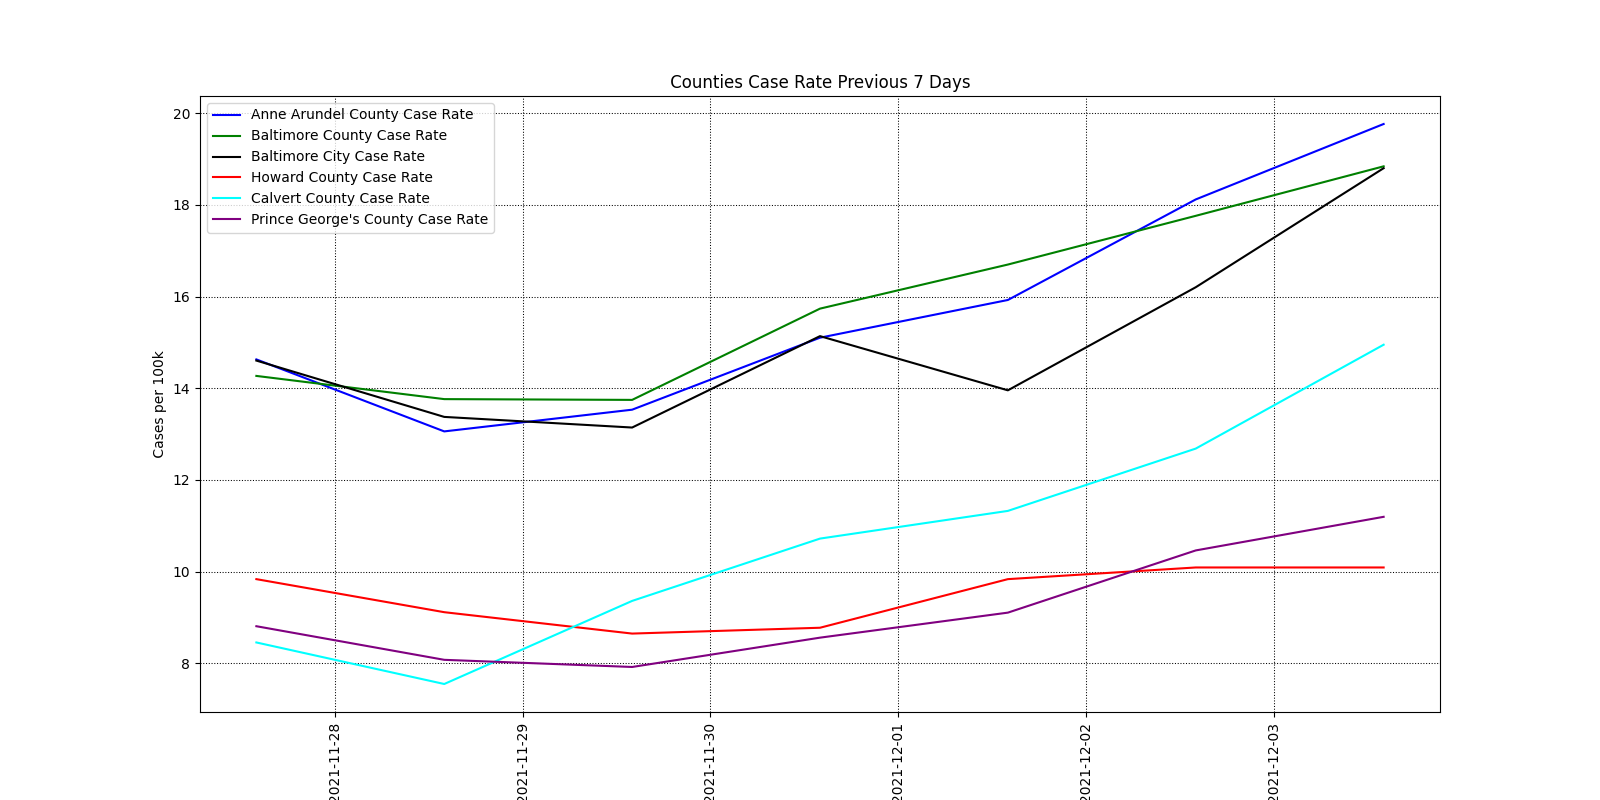 Counties Case Rate Previous 7 Days
Anne Arundel County Case Rate
Baltimore County Case Rate
Baltimore City Case Rate
Howard County Case Rate
Calvert County Case Rate
Prince George's County Case Rate
Cases per 100k
20
18
16
14
12
10
8
2021-11-28
2021-11-29
2021-11-30
2021-12-01
2021-12-02
2021-12-03